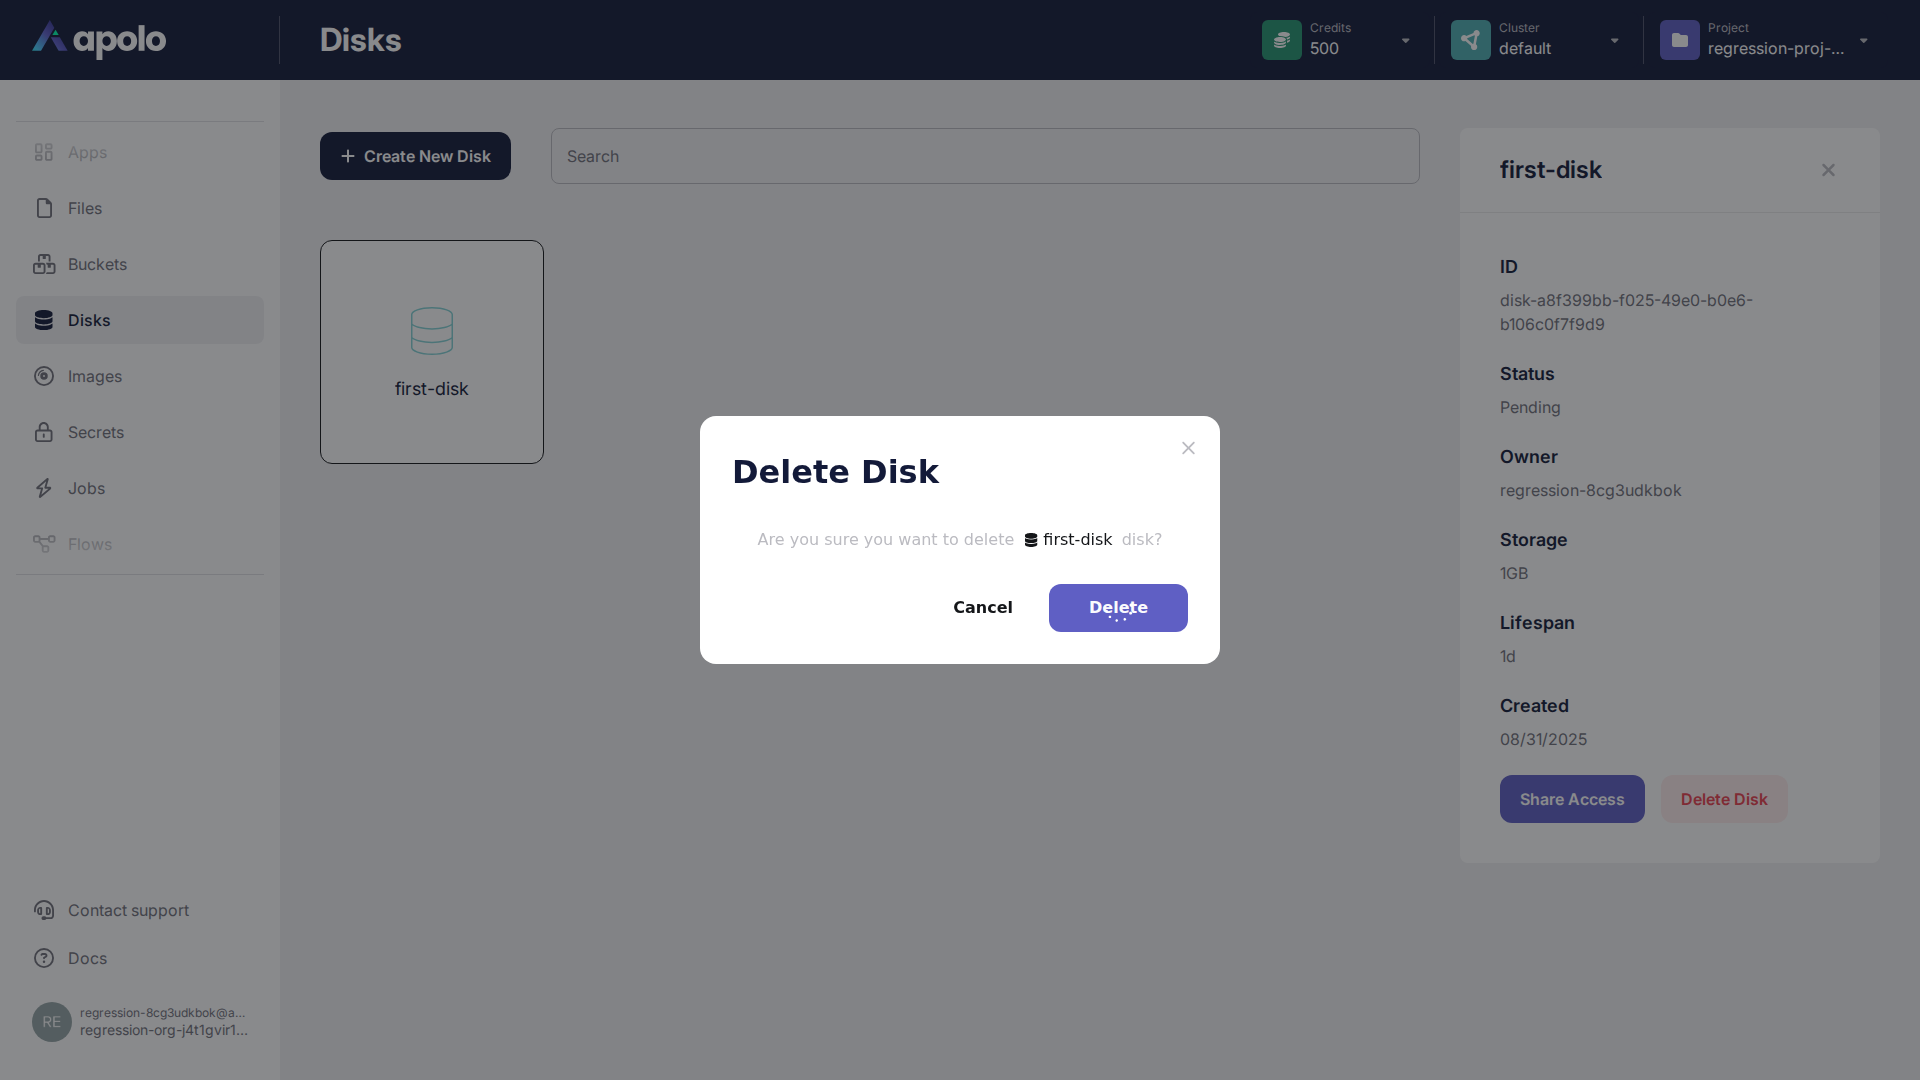 apolo
Disks
Credits
500
Cluster
default
Project
regression-proj-...
Apps
Files
Buckets
Disks
Images
Secrets
Jobs
Flows
Contact support
Docs
RE
regression-8cg3udkbok@a...
regression-org-j4t1gvir1...
Create New Disk
Search
first-disk
Delete Disk
Are you sure you want to delete first-disk disk?
Cancel
Delete
first-disk
ID
disk-a8f399bb-f025-49e0-b0e6-
b106c0f7f9d9
Status
Pending
Owner
regression-8cg3udkbok
Storage
1GB
Lifespan
1d
Created
08/31/2025
Share Access
Delete Disk